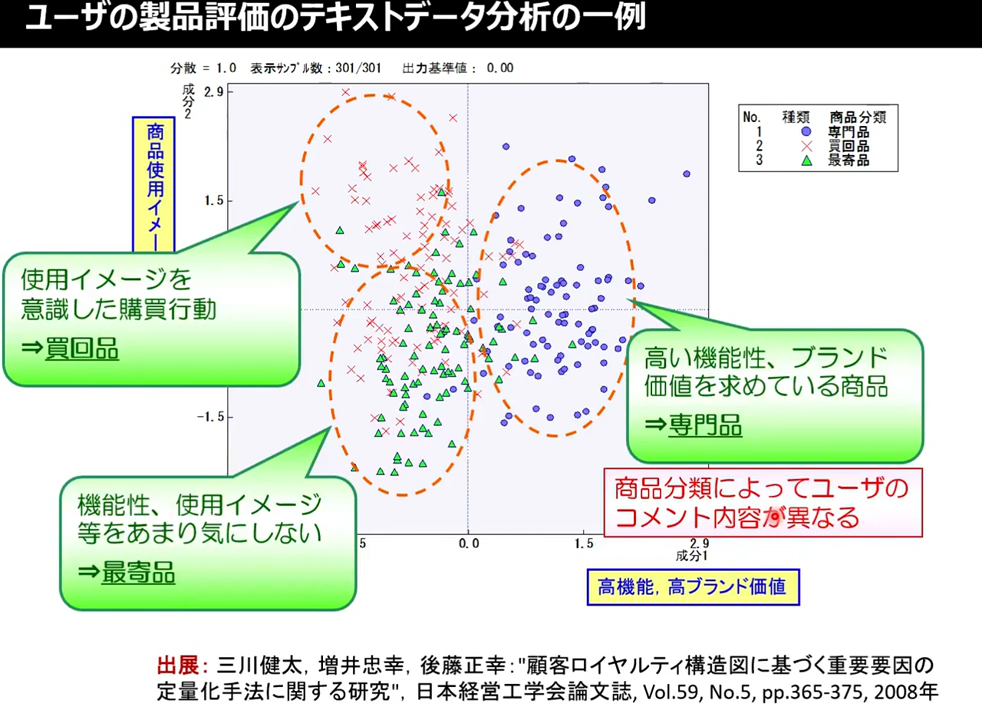 ユーザの製品評価のテキストデータ分析の一例
分散 = 1.0 表示ｻﾝﾌﾟﾙ数 : 301/301 出力基準値 : 0.00
成分2
2.9
1.5
-1.5
商品使用イメー
No. 種類 商品分類
1 専門品
2 買回品
3 最寄品
使用イメージを
意識した購買行動
⇒買回品
高い機能性、ブランド
価値を求めている商品
⇒専門品
機能性、使用イメージ
等をあまり気にしない
⇒最寄品
商品分類によってユーザの
コメント内容が異なる
5 0.0 1.5 2.9
成分1
高機能, 高ブランド価値
出展: 三川健太, 増井忠幸, 後藤正幸:"顧客ロイヤルティ構造図に基づく重要要因の
定量化手法に関する研究", 日本経営工学会論文誌, Vol.59, No.5, pp.365-375, 2008年